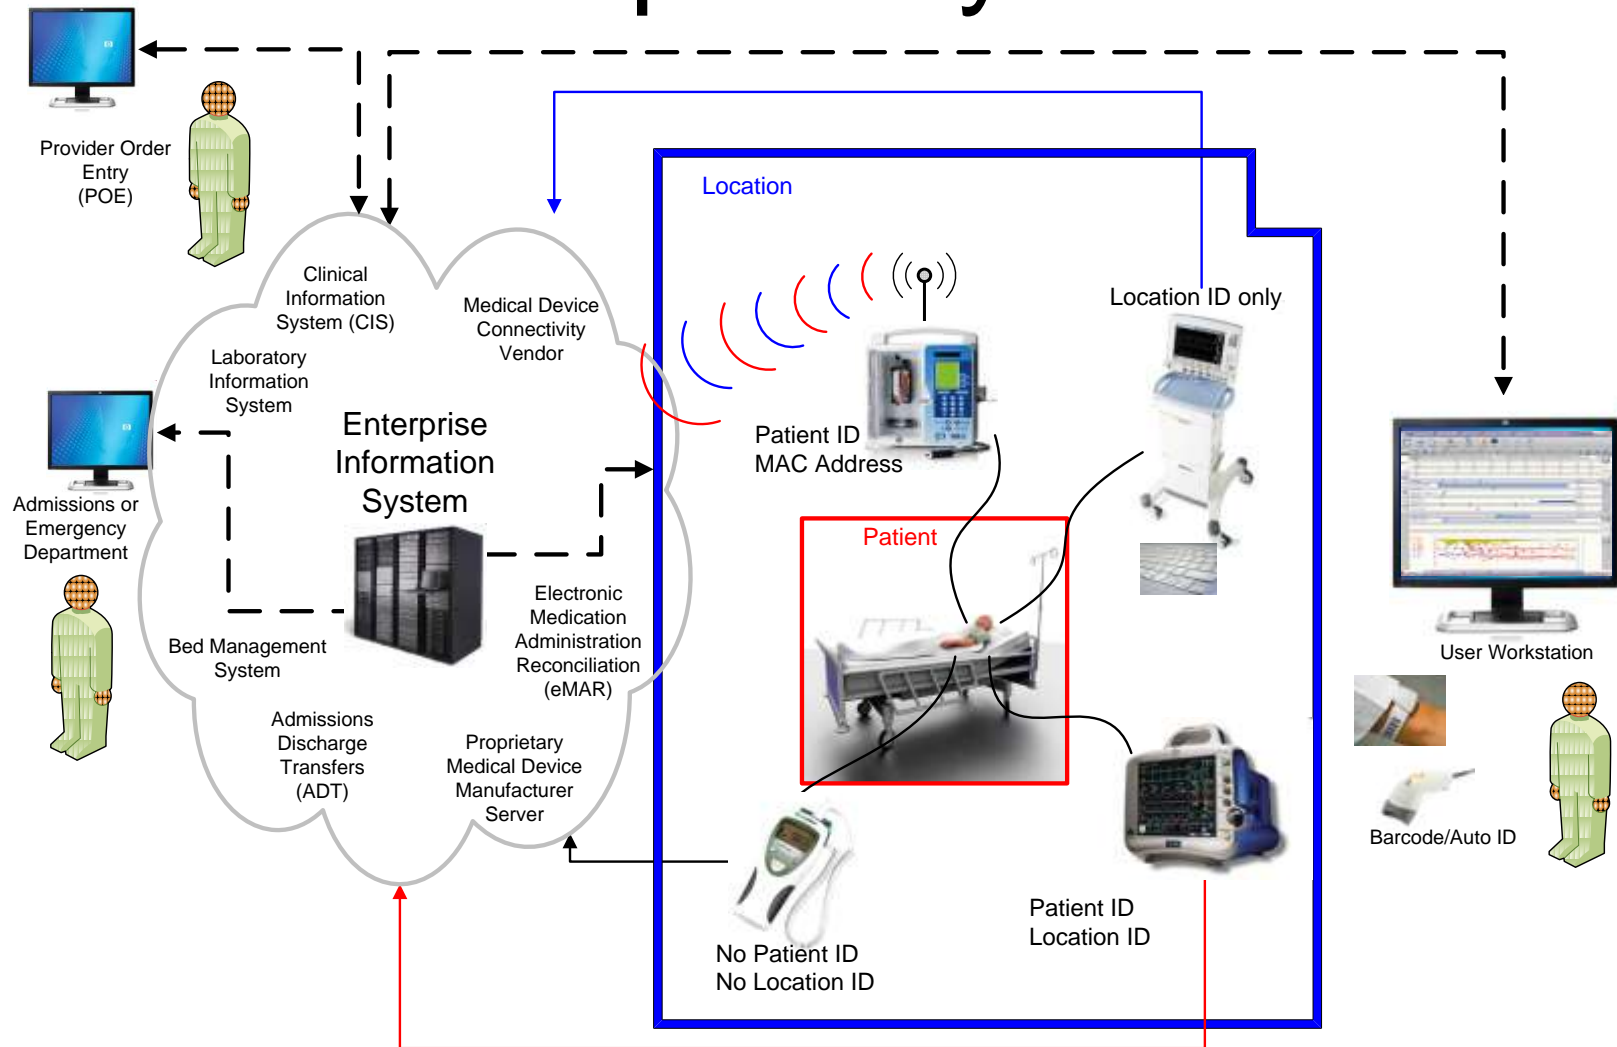 Provider Order
Entry
(POE)
Location
Clinical
Information
System (CIS)
Medical Device
Connectivity
Vendor
Location ID only
Laboratory
Information
System
Enterprise
Information
System
Patient ID
MAC Address
Admissions or
Emergency
Department
Patient
Electronic
Medication
Administration
Reconciliation
(eMAR)
Bed Management
System
User Workstation
Admissions
Discharge
Transfers
(ADT)
Proprietary
Medical Device
Manufacturer
Server
Barcode/Auto ID
Patient ID
Location ID
No Patient ID
No Location ID